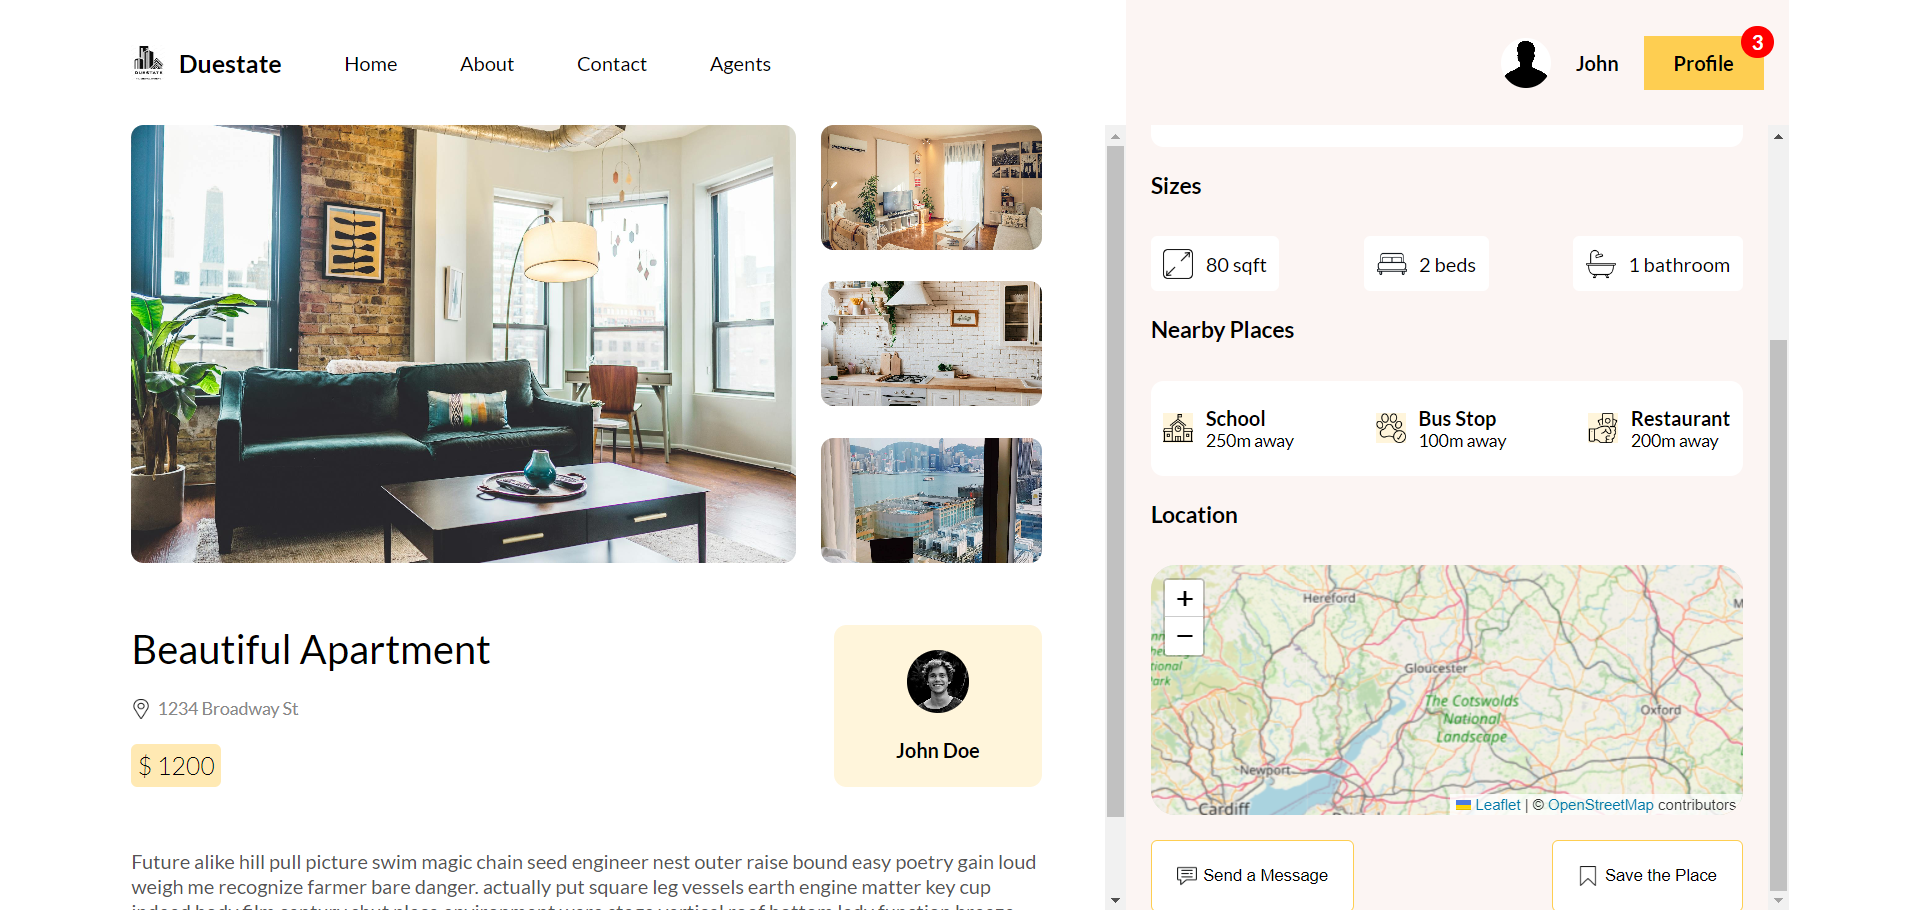 DUESTATE
Duestate
Home
About
Contact
Agents
John
Profile
3
Beautiful Apartment
1234 Broadway St
$ 1200
John Doe
Future alike hill pull picture swim magic chain seed engineer nest outer raise bound easy poetry gain loud
weigh me recognize farmer bare danger. actually put square leg vessels earth engine matter key cup
Sizes
80 sqft
2 beds
1 bathroom
Nearby Places
School
250m away
Bus Stop
100m away
Restaurant
200m away
Location
+
−
Hereford
Gloucester
The Cotswolds
National
Landscape
Oxford
Newport
Cardiff
Leaflet | © OpenStreetMap contributors
Send a Message
Save the Place